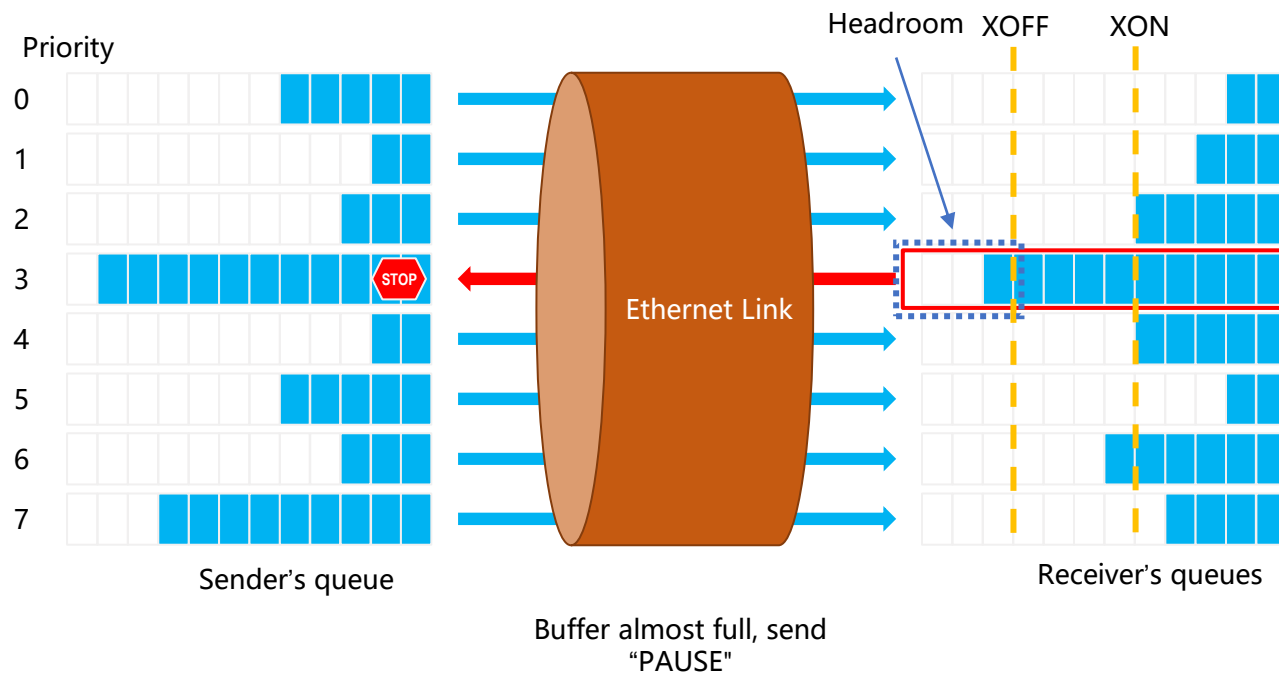 Headroom XOFF XON
Priority
0
1
2
3 STOP
Ethernet Link
4
5
6
7
Sender’s queue
Receiver’s queues
Buffer almost full, send
“PAUSE"